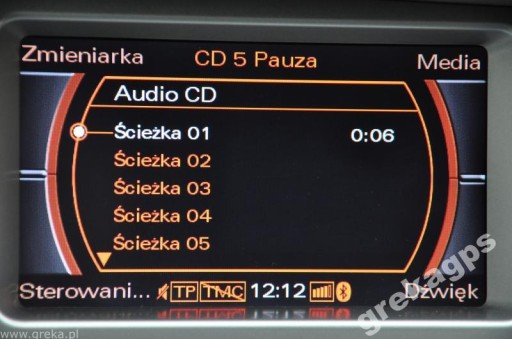 Zmieniarka CD 5 Pauza Media
Audio CD
Ścieżka 01 0:06
Ścieżka 02
Ścieżka 03
Ścieżka 04
Ścieżka 05
Sterowani... TP TMC 12:12 Dźwięk
grekagps
www.greka.pl